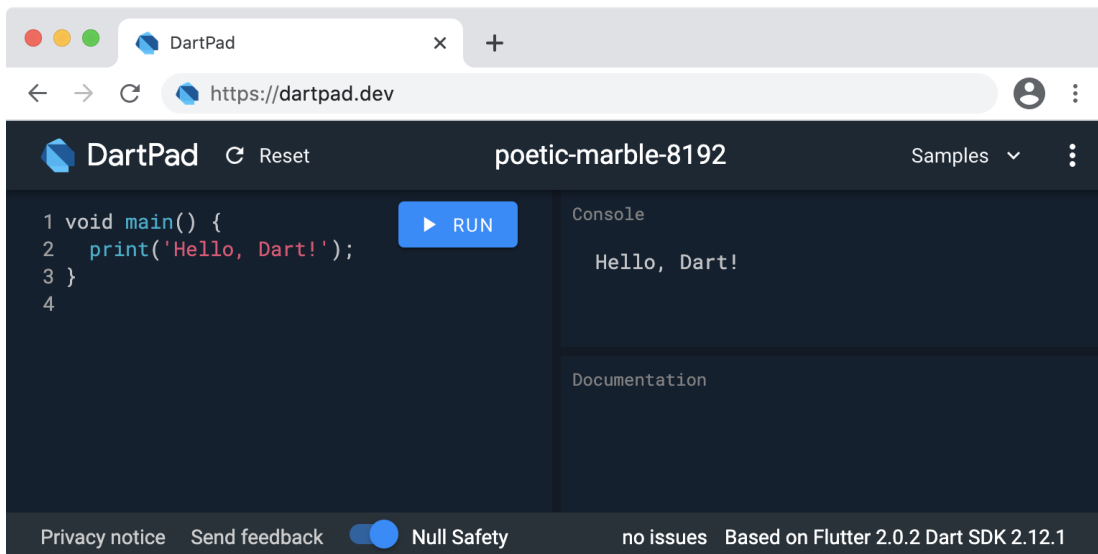 DartPad
https://dartpad.dev
DartPad Reset poetic-marble-8192 Samples
1 void main() {
2   print('Hello, Dart!');
3 }
4
RUN
Console
Hello, Dart!
Documentation
Privacy notice Send feedback Null Safety no issues Based on Flutter 2.0.2 Dart SDK 2.12.1